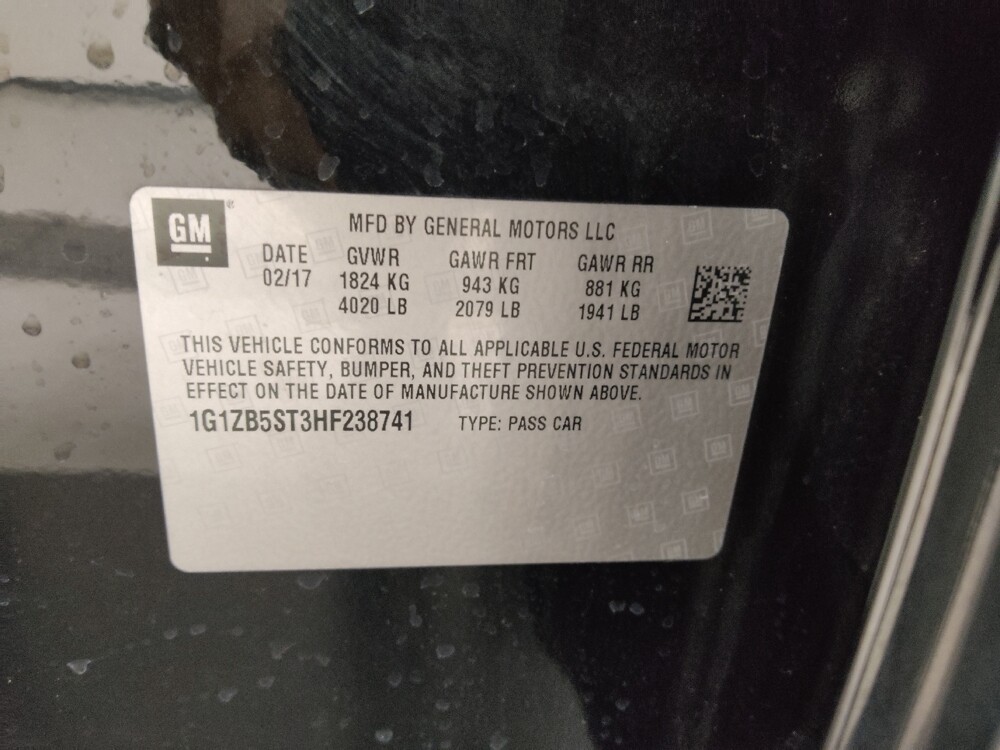 GM
MFD BY GENERAL MOTORS LLC
DATE GVWR GAWR FRT GAWR RR
02/17 1824 KG 943 KG 881 KG
4020 LB 2079 LB 1941 LB
THIS VEHICLE CONFORMS TO ALL APPLICABLE U.S. FEDERAL MOTOR
VEHICLE SAFETY, BUMPER, AND THEFT PREVENTION STANDARDS IN
EFFECT ON THE DATE OF MANUFACTURE SHOWN ABOVE.
1G1ZB5ST3HF238741 TYPE: PASS CAR